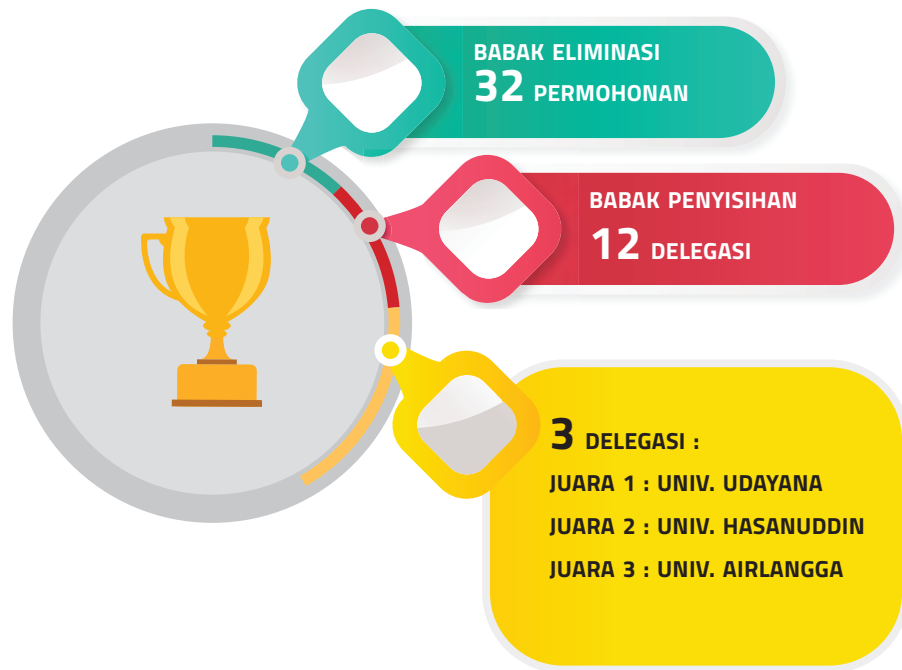 BABAK ELIMINASI
32 PERMOHONAN
BABAK PENYISIHAN
12 DELEGASI
3 DELEGASI :
JUARA 1 : UNIV. UDAYANA
JUARA 2 : UNIV. HASANUDDIN
JUARA 3 : UNIV. AIRLANGGA